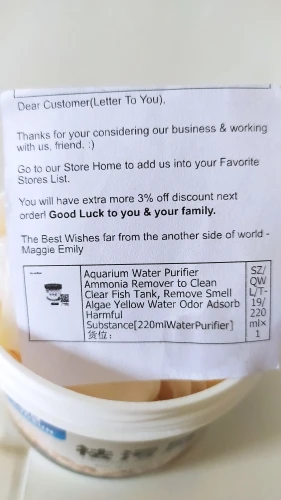 Dear Customer(Letter To You),
Thanks for your considering our business & working
with us, friend. :)
Go to our Store Home to add us into your Favorite
Stores List.
You will have extra more 3% off discount next
order! Good Luck to you & your family.
The Best Wishes far from the another side of world -
Maggie Emily
Aquarium Water Purifier
Ammonia Remover to Clean
Clear Fish Tank, Remove Smell
Algae Yellow Water Odor Adsorb
Harmful
Substance[220mlWaterPurifier]
货位：
SZ/
QW
L/T-
19/
220
ml×
1